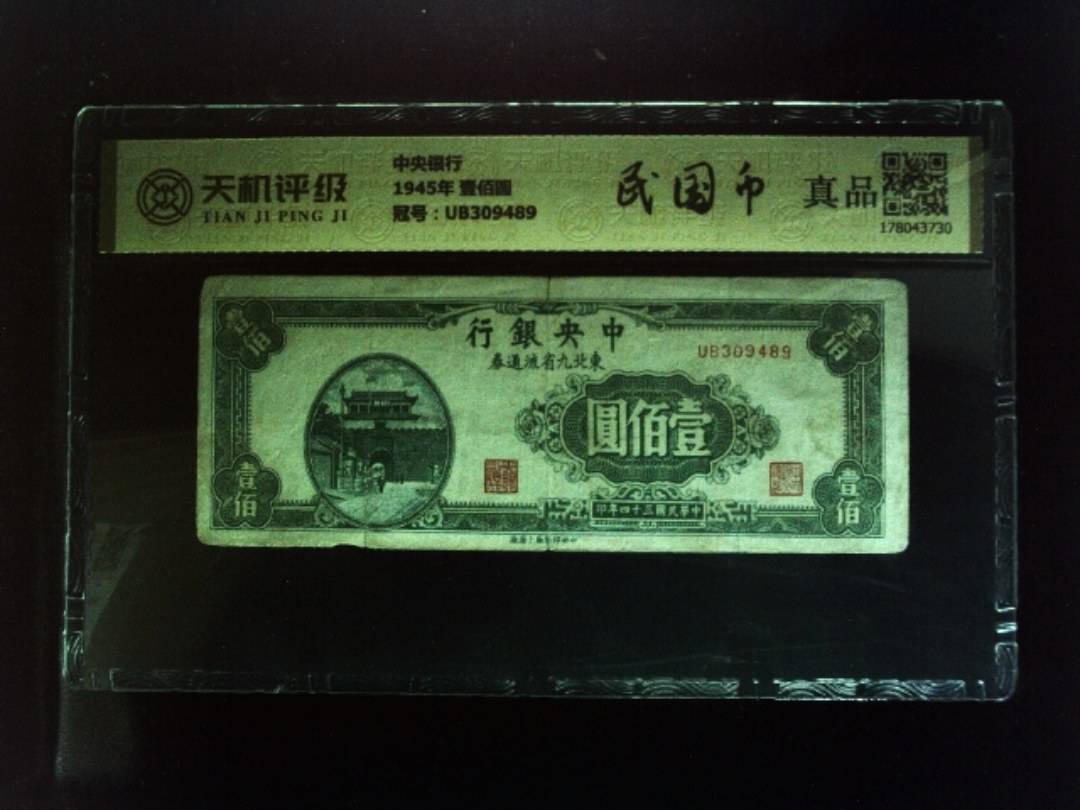 天机评级
TIAN JI PING JI
中央银行
1945年 壹佰圆
冠号：UB309489
民国币
真品
178043730
壹佰
壹佰
行銀央中
券通流省九北東
UB309489
圓佰壹
壹佰
壹佰
印年四十三國民華中